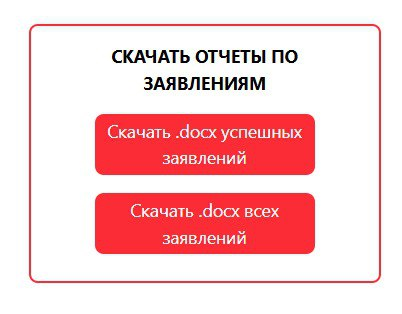 СКАЧАТЬ ОТЧЕТЫ ПО
ЗАЯВЛЕНИЯМ
Скачать .docx успешных
заявлений
Скачать .docx всех
заявлений